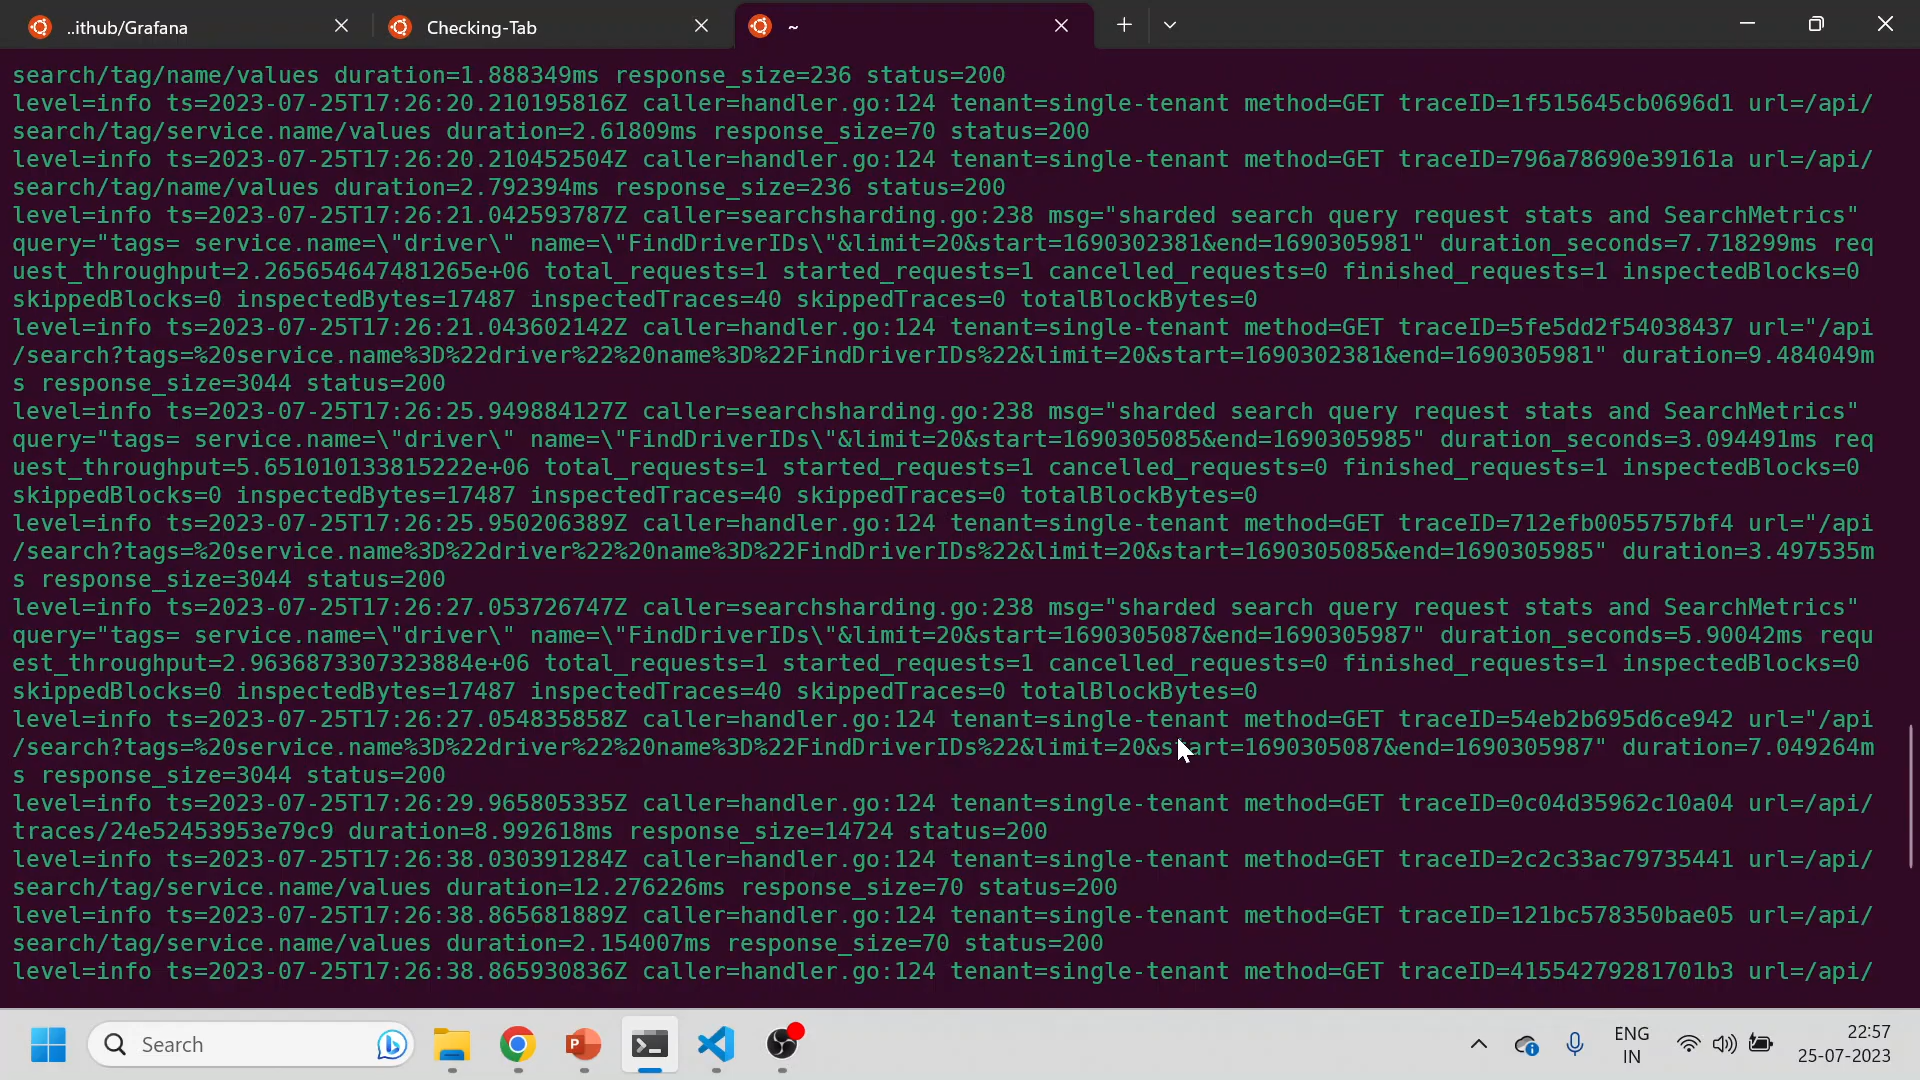 ..ithub/Grafana
Checking-Tab
~
search/tag/name/values duration=1.888349ms response_size=236 status=200
level=info ts=2023-07-25T17:26:20.210195816Z caller=handler.go:124 tenant=single-tenant method=GET traceID=1f515645cb0696d1 url=/api/
search/tag/service.name/values duration=2.61809ms response_size=70 status=200
level=info ts=2023-07-25T17:26:20.210452504Z caller=handler.go:124 tenant=single-tenant method=GET traceID=796a78690e39161a url=/api/
search/tag/name/values duration=2.792394ms response_size=236 status=200
level=info ts=2023-07-25T17:26:21.042593787Z caller=searchsharding.go:238 msg="sharded search query request stats and SearchMetrics"
query="tags= service.name=\"driver\" name=\"FindDriverIDs\"&limit=20&start=1690302381&end=1690305981" duration_seconds=7.718299ms req
uest_throughput=2.265654647481265e+06 total_requests=1 started_requests=1 cancelled_requests=0 finished_requests=1 inspectedBlocks=0
skippedBlocks=0 inspectedBytes=17487 inspectedTraces=40 skippedTraces=0 totalBlockBytes=0
level=info ts=2023-07-25T17:26:21.043602142Z caller=handler.go:124 tenant=single-tenant method=GET traceID=5fe5dd2f54038437 url="/api
/search?tags=%20service.name%3D%22driver%22%20name%3D%22FindDriverIDs%22&limit=20&start=1690302381&end=1690305981" duration=9.484049m
s response_size=3044 status=200
level=info ts=2023-07-25T17:26:25.949884127Z caller=searchsharding.go:238 msg="sharded search query request stats and SearchMetrics"
query="tags= service.name=\"driver\" name=\"FindDriverIDs\"&limit=20&start=1690305085&end=1690305985" duration_seconds=3.094491ms req
uest_throughput=5.651010133815222e+06 total_requests=1 started_requests=1 cancelled_requests=0 finished_requests=1 inspectedBlocks=0
skippedBlocks=0 inspectedBytes=17487 inspectedTraces=40 skippedTraces=0 totalBlockBytes=0
level=info ts=2023-07-25T17:26:25.950206389Z caller=handler.go:124 tenant=single-tenant method=GET traceID=712efb0055757bf4 url="/api
/search?tags=%20service.name%3D%22driver%22%20name%3D%22FindDriverIDs%22&limit=20&start=1690305085&end=1690305985" duration=3.497535m
s response_size=3044 status=200
level=info ts=2023-07-25T17:26:27.053726747Z caller=searchsharding.go:238 msg="sharded search query request stats and SearchMetrics"
query="tags= service.name=\"driver\" name=\"FindDriverIDs\"&limit=20&start=1690305087&end=1690305987" duration_seconds=5.90042ms requ
est_throughput=2.9636873307323884e+06 total_requests=1 started_requests=1 cancelled_requests=0 finished_requests=1 inspectedBlocks=0
skippedBlocks=0 inspectedBytes=17487 inspectedTraces=40 skippedTraces=0 totalBlockBytes=0
level=info ts=2023-07-25T17:26:27.054835858Z caller=handler.go:124 tenant=single-tenant method=GET traceID=54eb2b695d6ce942 url="/api
/search?tags=%20service.name%3D%22driver%22%20name%3D%22FindDriverIDs%22&limit=20&start=1690305087&end=1690305987" duration=7.049264m
s response_size=3044 status=200
level=info ts=2023-07-25T17:26:29.965805335Z caller=handler.go:124 tenant=single-tenant method=GET traceID=0c04d35962c10a04 url=/api/
traces/24e52453953e79c9 duration=8.992618ms response_size=14724 status=200
level=info ts=2023-07-25T17:26:38.030391284Z caller=handler.go:124 tenant=single-tenant method=GET traceID=2c2c33ac79735441 url=/api/
search/tag/service.name/values duration=12.276226ms response_size=70 status=200
level=info ts=2023-07-25T17:26:38.865681889Z caller=handler.go:124 tenant=single-tenant method=GET traceID=121bc578350bae05 url=/api/
search/tag/service.name/values duration=2.154007ms response_size=70 status=200
level=info ts=2023-07-25T17:26:38.865930836Z caller=handler.go:124 tenant=single-tenant method=GET traceID=41554279281701b3 url=/api/
Search
ENG
IN
22:57
25-07-2023